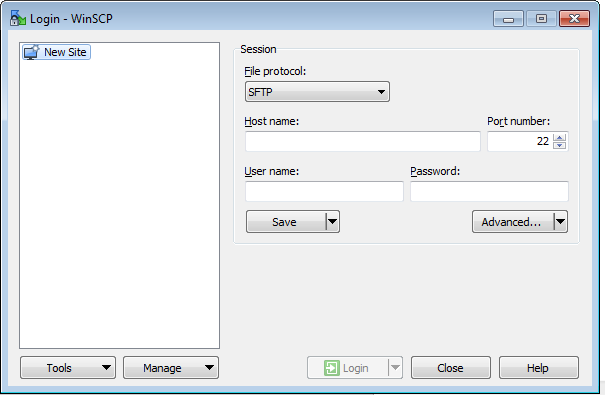 Login - WinSCP
New Site
Session
File protocol:
SFTP
Host name:
Port number:
22
User name:
Password:
Save
Advanced...
Tools
Manage
Login
Close
Help